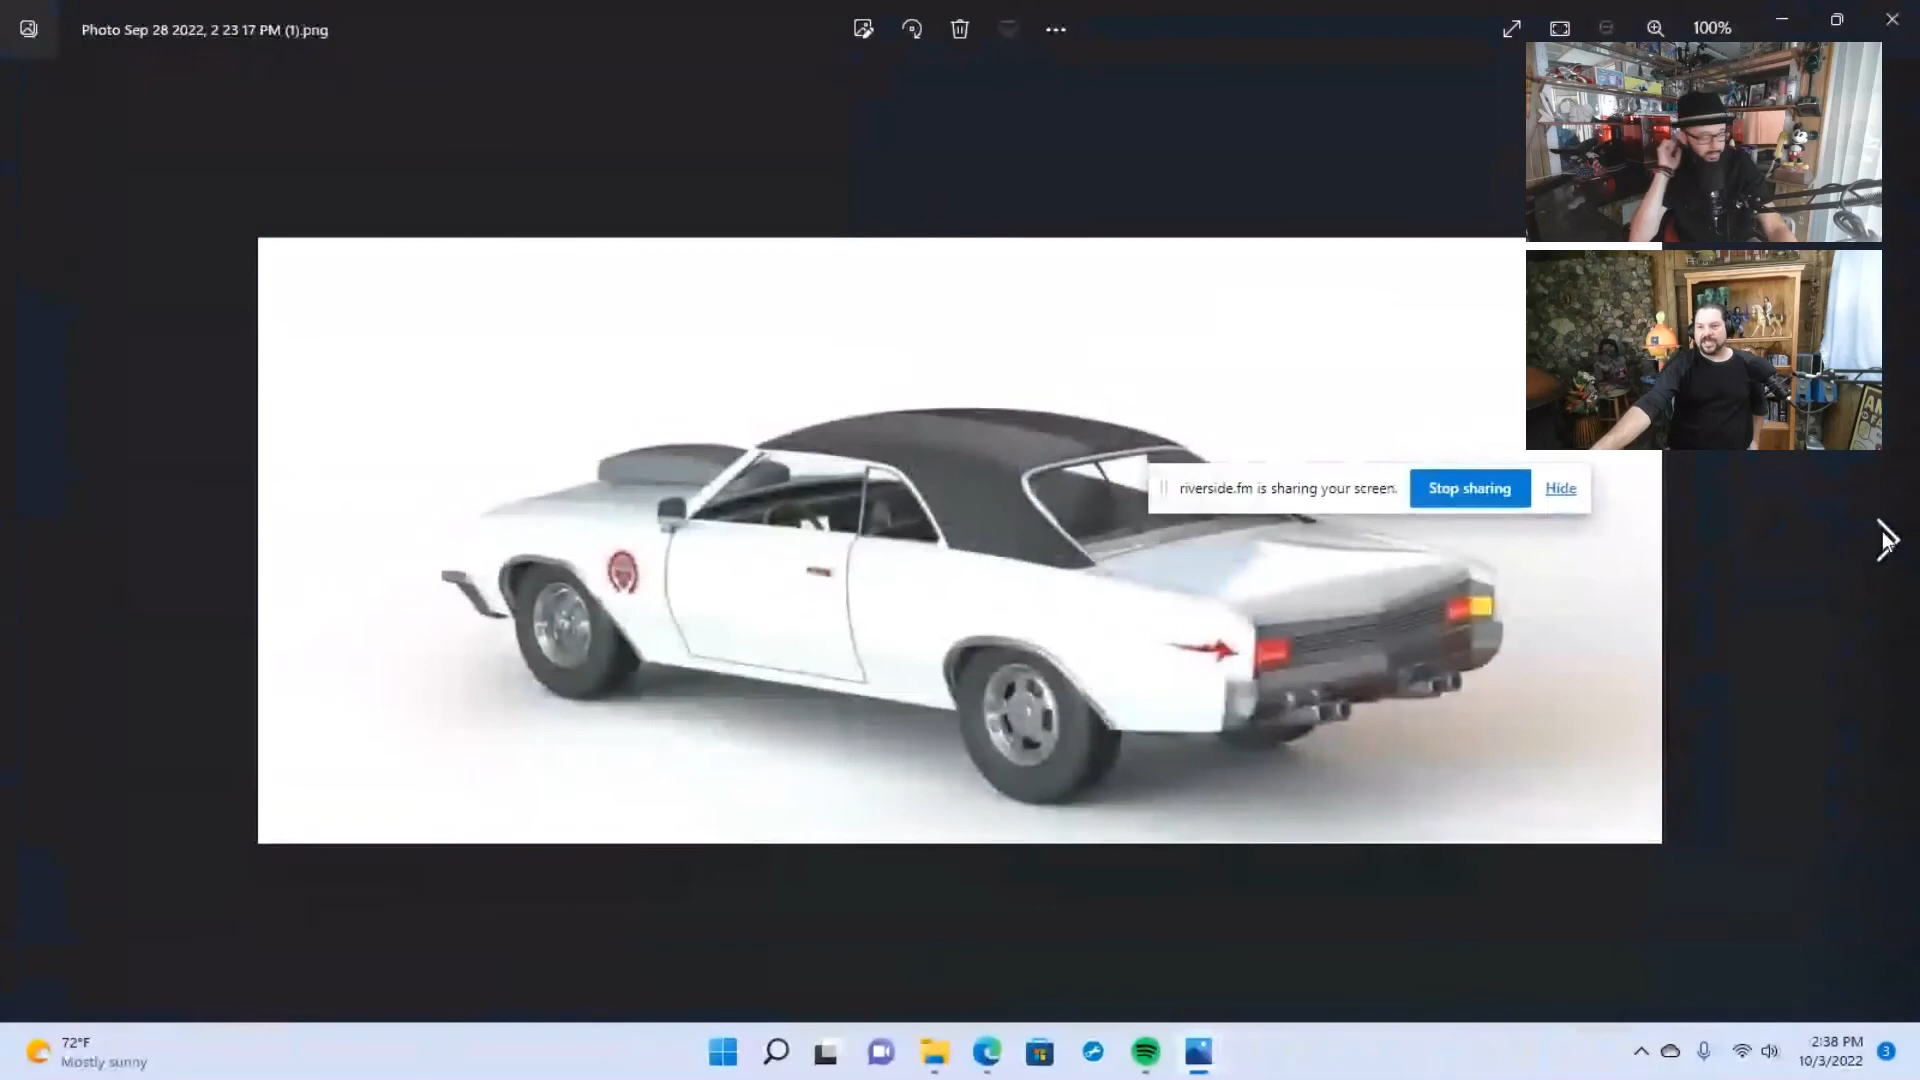 Photo Sep 28 2022, 2 23 17 PM (1).png
100%
riverside.fm is sharing your screen.
Stop sharing
Hide
72°F
Mostly sunny
2:38 PM
10/3/2022
3